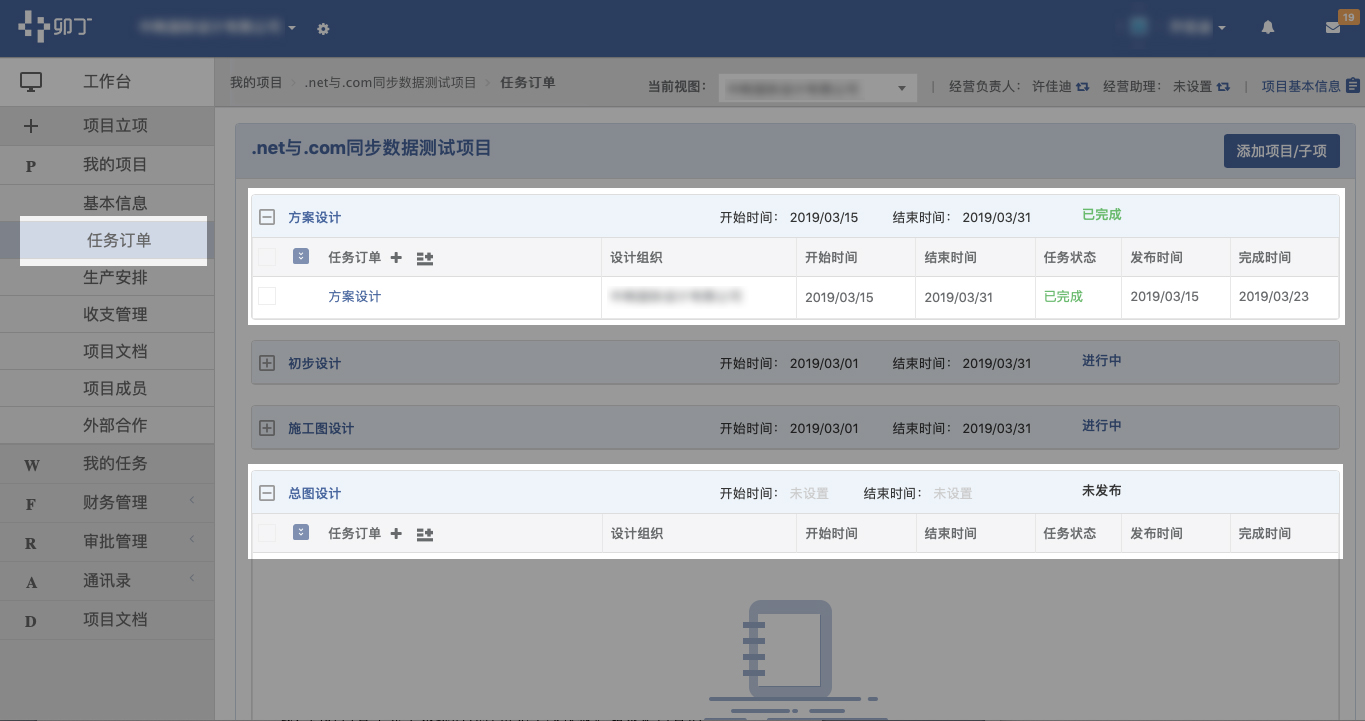 卯丁
19
工作台
我的项目 › .net与.com同步数据测试项目 › 任务订单
当前视图：
| 经营负责人： 许佳迪 经营助理： 未设置 | 项目基本信息
项目立项
P 我的项目
基本信息
任务订单
生产安排
收支管理
项目文档
项目成员
外部合作
W 我的任务
F 财务管理
R 审批管理
A 通讯录
D 项目文档
.net与.com同步数据测试项目
添加项目/子项
方案设计 开始时间： 2019/03/15 结束时间： 2019/03/31 已完成
任务订单 设计组织 开始时间 结束时间 任务状态 发布时间 完成时间
方案设计 2019/03/15 2019/03/31 已完成 2019/03/15 2019/03/23
初步设计 开始时间： 2019/03/01 结束时间： 2019/03/31 进行中
施工图设计 开始时间： 2019/03/01 结束时间： 2019/03/31 进行中
总图设计 开始时间： 未设置 结束时间： 未设置 未发布
任务订单 设计组织 开始时间 结束时间 任务状态 发布时间 完成时间